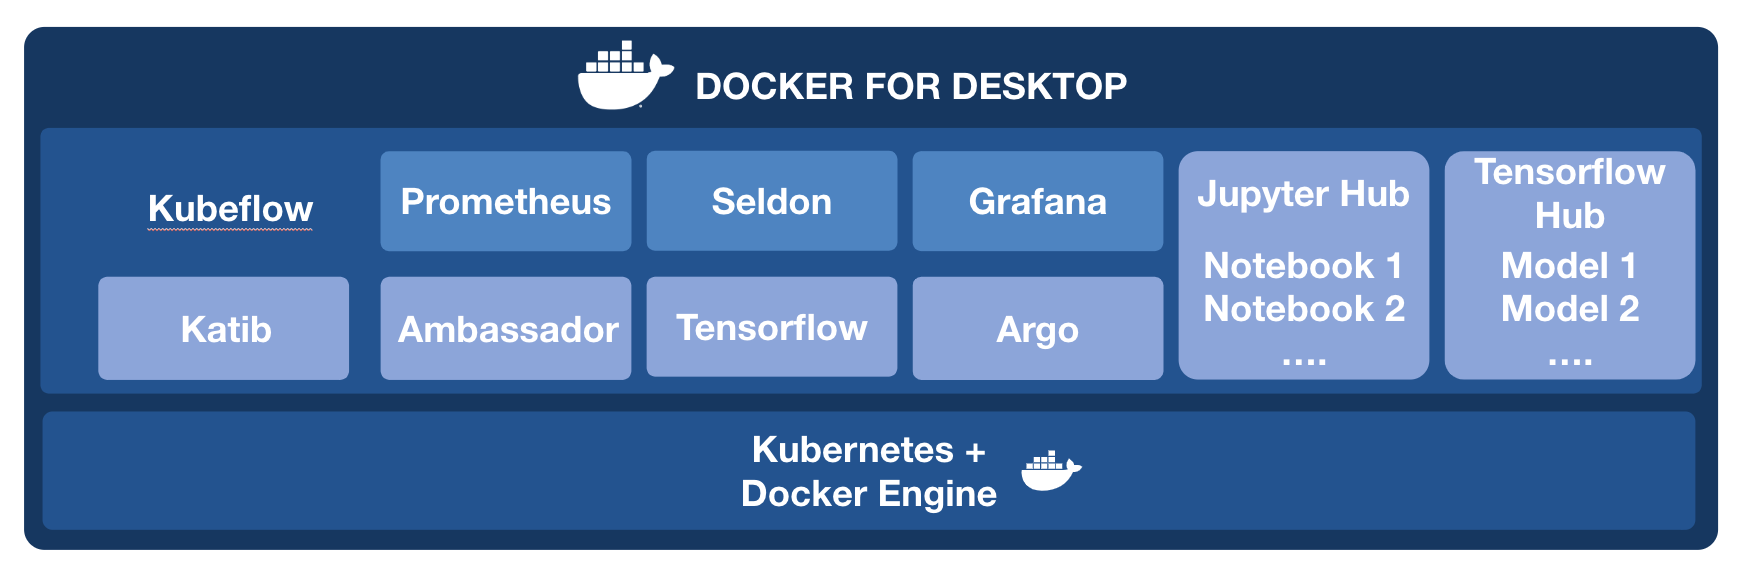 DOCKER FOR DESKTOP
Kubeflow
Prometheus
Seldon
Grafana
Jupyter Hub
Notebook 1
Notebook 2
....
Tensorflow
Hub
Model 1
Model 2
....
Katib
Ambassador
Tensorflow
Argo
Kubernetes +
Docker Engine